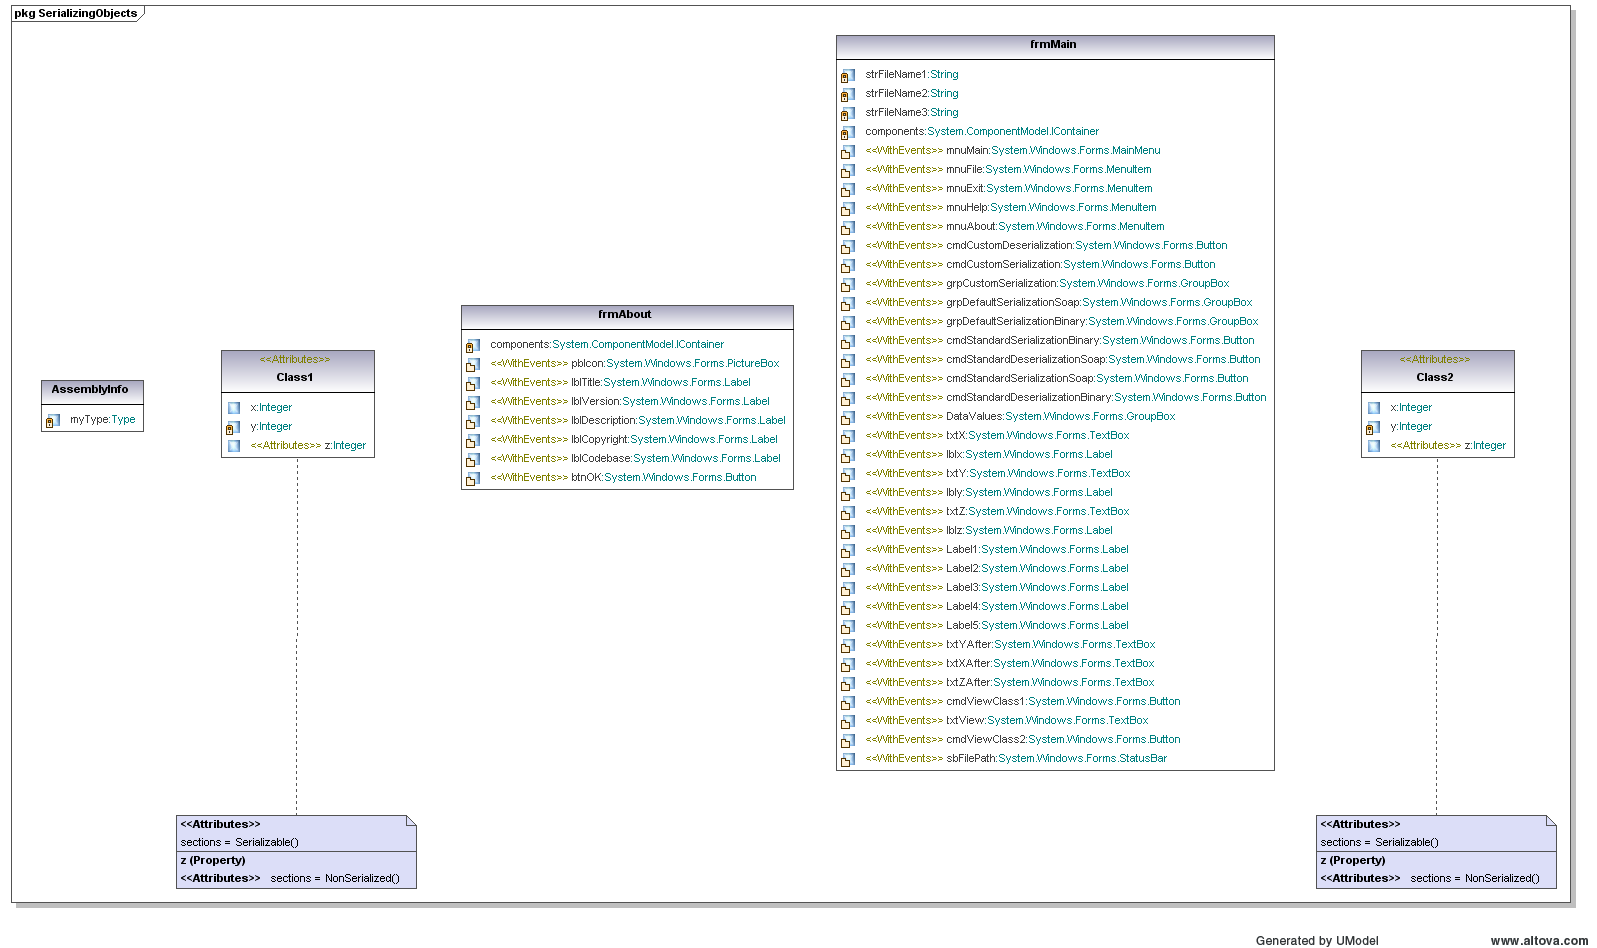 pkg SerializingObjects
AssemblyInfo
myType:Type
<<Attributes>>
Class1
x:Integer
y:Integer
<<Attributes>> z:Integer
frmAbout
components:System.ComponentModel.IContainer
<<WithEvents>> pbIcon:System.Windows.Forms.PictureBox
<<WithEvents>> lblTitle:System.Windows.Forms.Label
<<WithEvents>> lblVersion:System.Windows.Forms.Label
<<WithEvents>> lblDescription:System.Windows.Forms.Label
<<WithEvents>> lblCopyright:System.Windows.Forms.Label
<<WithEvents>> lblCodebase:System.Windows.Forms.Label
<<WithEvents>> btnOK:System.Windows.Forms.Button
frmMain
strFileName1:String
strFileName2:String
strFileName3:String
components:System.ComponentModel.IContainer
<<WithEvents>> mnuMain:System.Windows.Forms.MainMenu
<<WithEvents>> mnuFile:System.Windows.Forms.MenuItem
<<WithEvents>> mnuExit:System.Windows.Forms.MenuItem
<<WithEvents>> mnuHelp:System.Windows.Forms.MenuItem
<<WithEvents>> mnuAbout:System.Windows.Forms.MenuItem
<<WithEvents>> cmdCustomDeserialization:System.Windows.Forms.Button
<<WithEvents>> cmdCustomSerialization:System.Windows.Forms.Button
<<WithEvents>> grpCustomSerialization:System.Windows.Forms.GroupBox
<<WithEvents>> grpDefaultSerializationSoap:System.Windows.Forms.GroupBox
<<WithEvents>> grpDefaultSerializationBinary:System.Windows.Forms.GroupBox
<<WithEvents>> cmdStandardSerializationBinary:System.Windows.Forms.Button
<<WithEvents>> cmdStandardDeserializationSoap:System.Windows.Forms.Button
<<WithEvents>> cmdStandardSerializationSoap:System.Windows.Forms.Button
<<WithEvents>> cmdStandardDeserializationBinary:System.Windows.Forms.Button
<<WithEvents>> DataValues:System.Windows.Forms.GroupBox
<<WithEvents>> txtX:System.Windows.Forms.TextBox
<<WithEvents>> lblx:System.Windows.Forms.Label
<<WithEvents>> txtY:System.Windows.Forms.TextBox
<<WithEvents>> lbly:System.Windows.Forms.Label
<<WithEvents>> txtZ:System.Windows.Forms.TextBox
<<WithEvents>> lblz:System.Windows.Forms.Label
<<WithEvents>> Label1:System.Windows.Forms.Label
<<WithEvents>> Label2:System.Windows.Forms.Label
<<WithEvents>> Label3:System.Windows.Forms.Label
<<WithEvents>> Label4:System.Windows.Forms.Label
<<WithEvents>> Label5:System.Windows.Forms.Label
<<WithEvents>> txtYAfter:System.Windows.Forms.TextBox
<<WithEvents>> txtXAfter:System.Windows.Forms.TextBox
<<WithEvents>> txtZAfter:System.Windows.Forms.TextBox
<<WithEvents>> cmdViewClass1:System.Windows.Forms.Button
<<WithEvents>> txtView:System.Windows.Forms.TextBox
<<WithEvents>> cmdViewClass2:System.Windows.Forms.Button
<<WithEvents>> sbFilePath:System.Windows.Forms.StatusBar
<<Attributes>>
Class2
x:Integer
y:Integer
<<Attributes>> z:Integer
<<Attributes>>
sections = Serializable()
z (Property)
<<Attributes>> sections = NonSerialized()
<<Attributes>>
sections = Serializable()
z (Property)
<<Attributes>> sections = NonSerialized()
Generated by UModel
www.altova.com